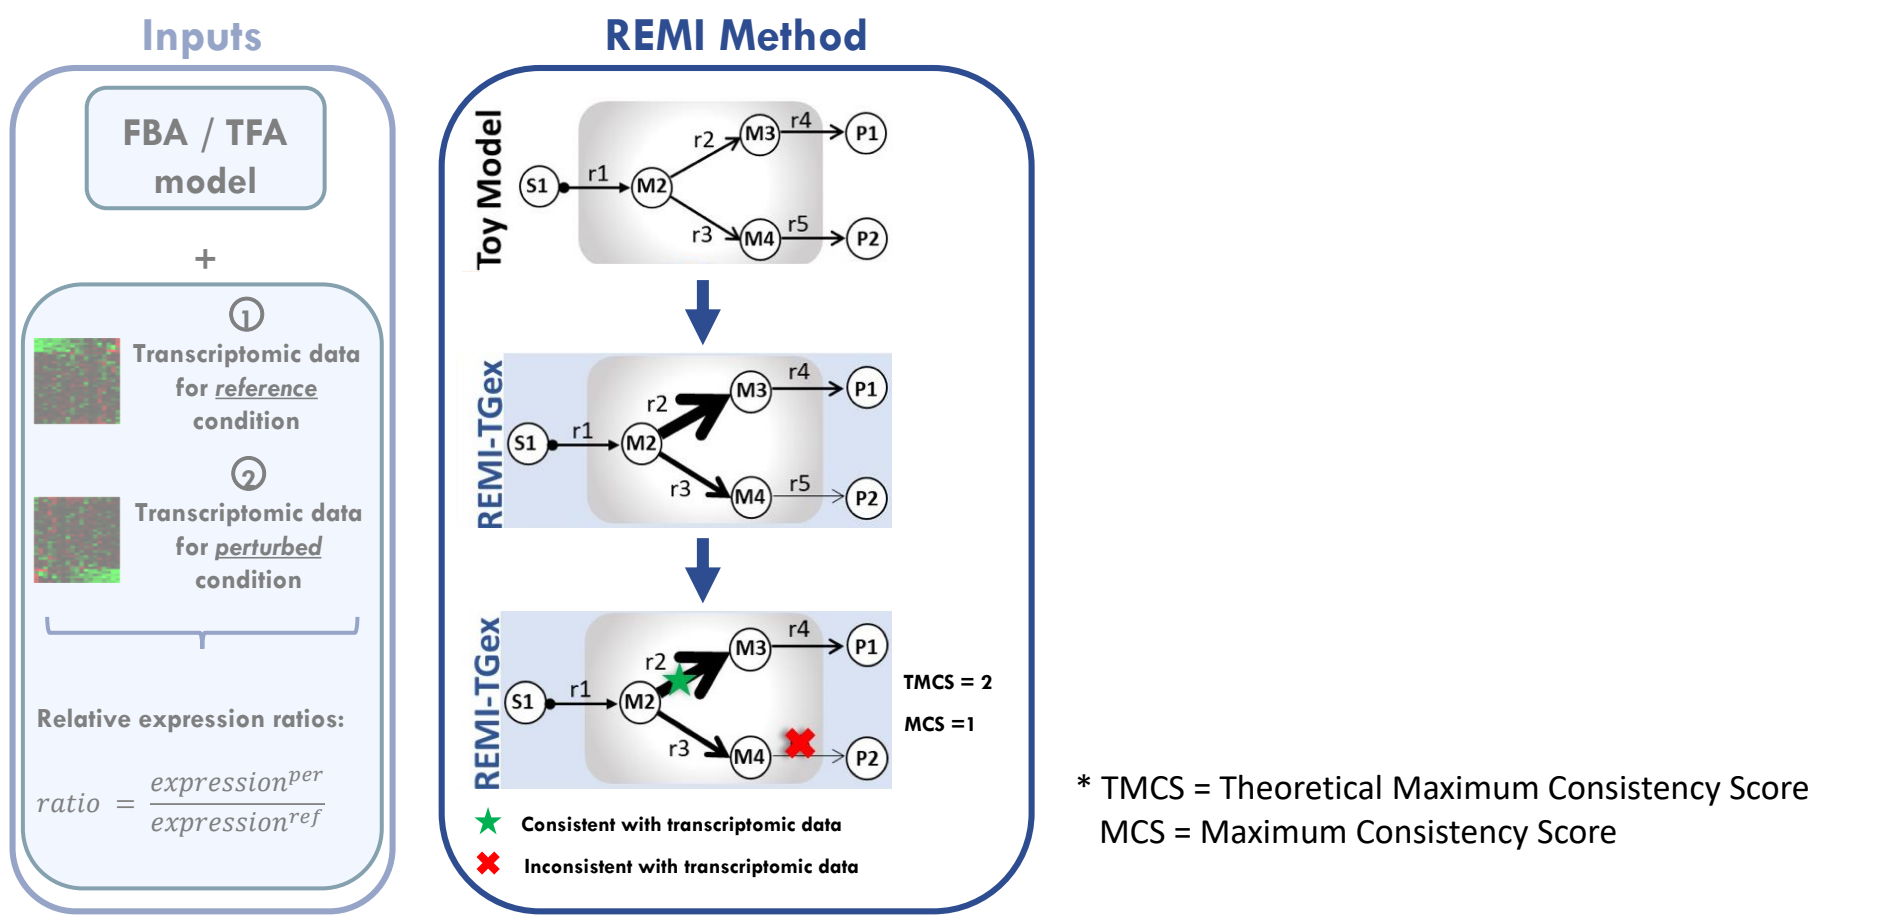 Inputs
FBA / TFA
model
+
1
Transcriptomic data
for reference
condition
2
Transcriptomic data
for perturbed
condition
Relative expression ratios:
ratio = expression^per / expression^ref
REMI Method
Toy Model
S1
r1
M2
r2
M3
r4
P1
r3
M4
r5
P2
REMI-TGex
S1
r1
M2
r2
M3
r4
P1
r3
M4
r5
P2
REMI-TGex
S1
r1
M2
r2
M3
r4
P1
r3
M4
P2
TMCS = 2
MCS =1
Consistent with transcriptomic data
Inconsistent with transcriptomic data
* TMCS = Theoretical Maximum Consistency Score
MCS = Maximum Consistency Score